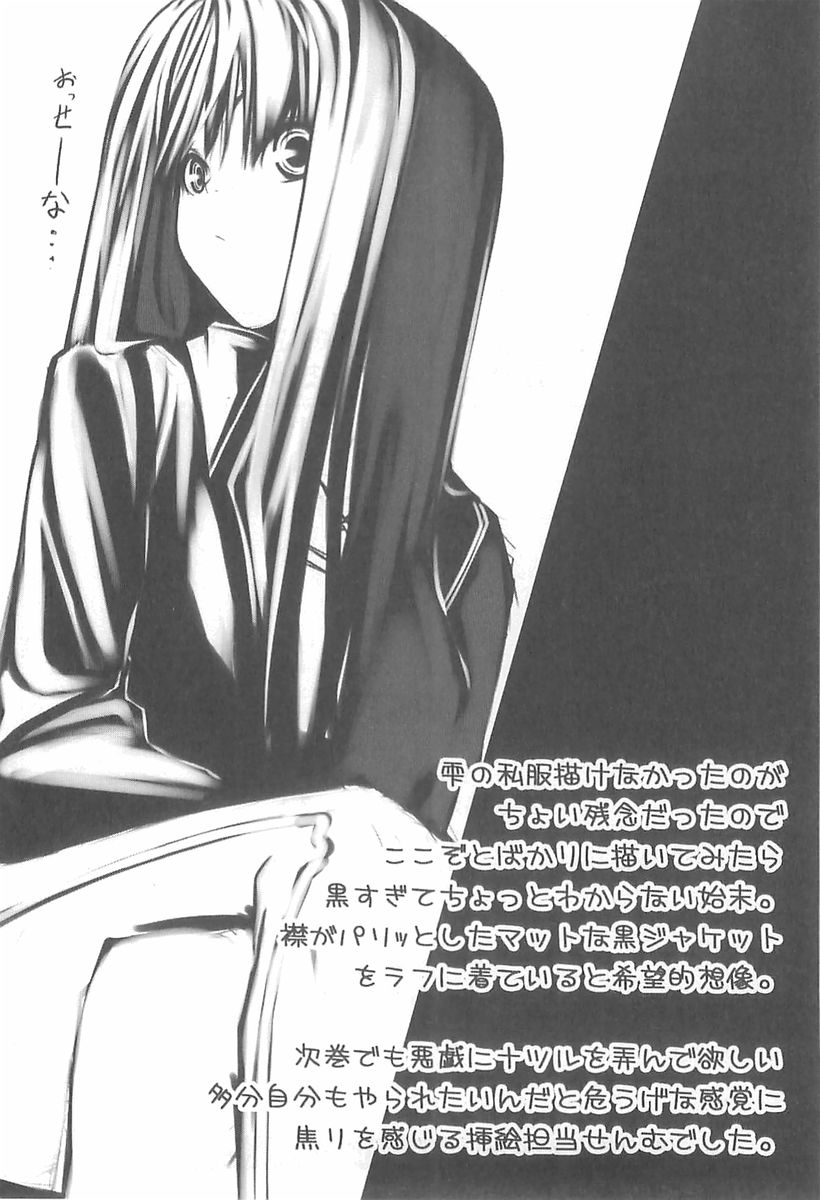 おっせーな…
雫の私服描けなかったのが
ちょい残念だったので
ここぞとばかりに描いてみたら
黒すぎてちょっとわからない始末。
襟がパリッとしたマットな黒ジャケット
をラフに着ていると希望的想像。
次巻でも悪戯にナツルを弄んで欲しい
多分自分もやられたいんだと危うげな感覚に
焦りを感じる挿絵担当せんむでした。